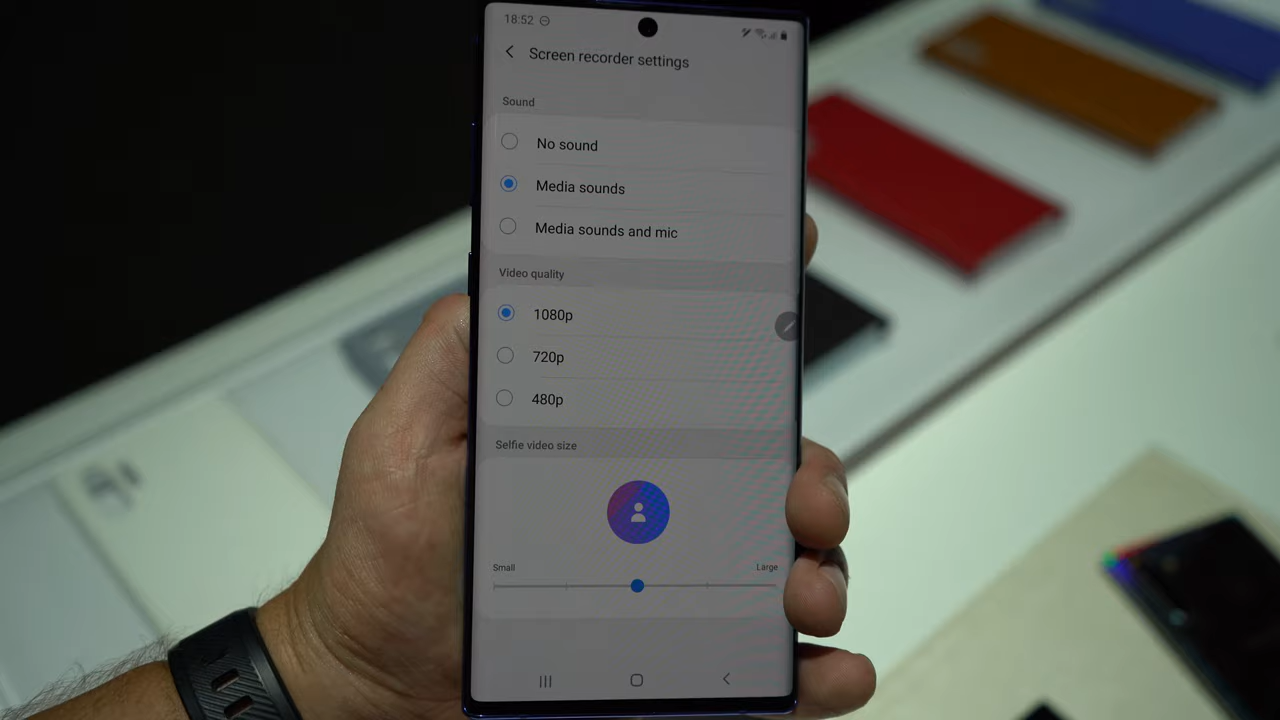 18:52
Screen recorder settings
Sound
No sound
Media sounds
Media sounds and mic
Video quality
1080p
720p
480p
Selfie video size
Small Large